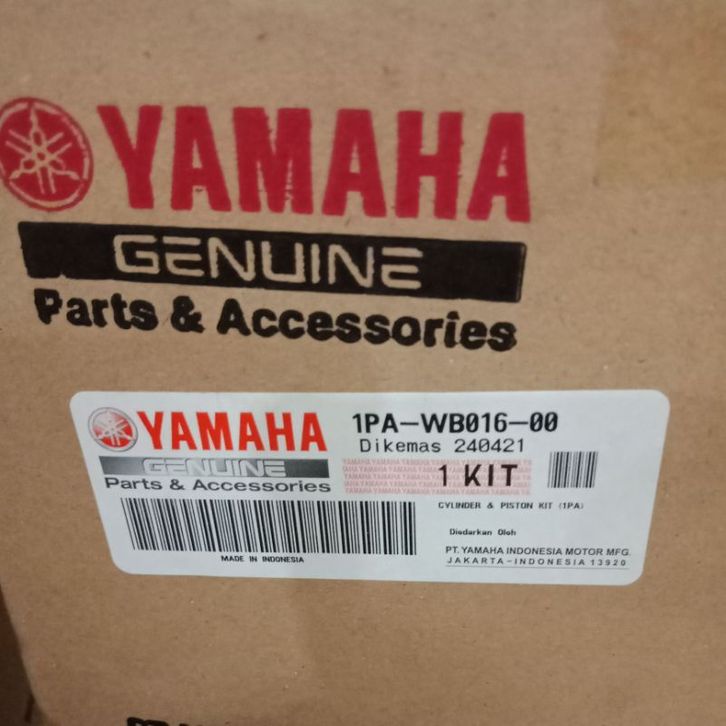 YAMAHA
GENUINE
Parts & Accessories
YAMAHA
GENUINE
Parts & Accessories
1PA-WB016-00
Dikemas 240421
1 KIT
CYLINDER & PISTON KIT (1PA)
Diedarkan Oleh
PT. YAMAHA INDONESIA MOTOR MFG.
JAKARTA-INDONESIA 13920
MADE IN INDONESIA